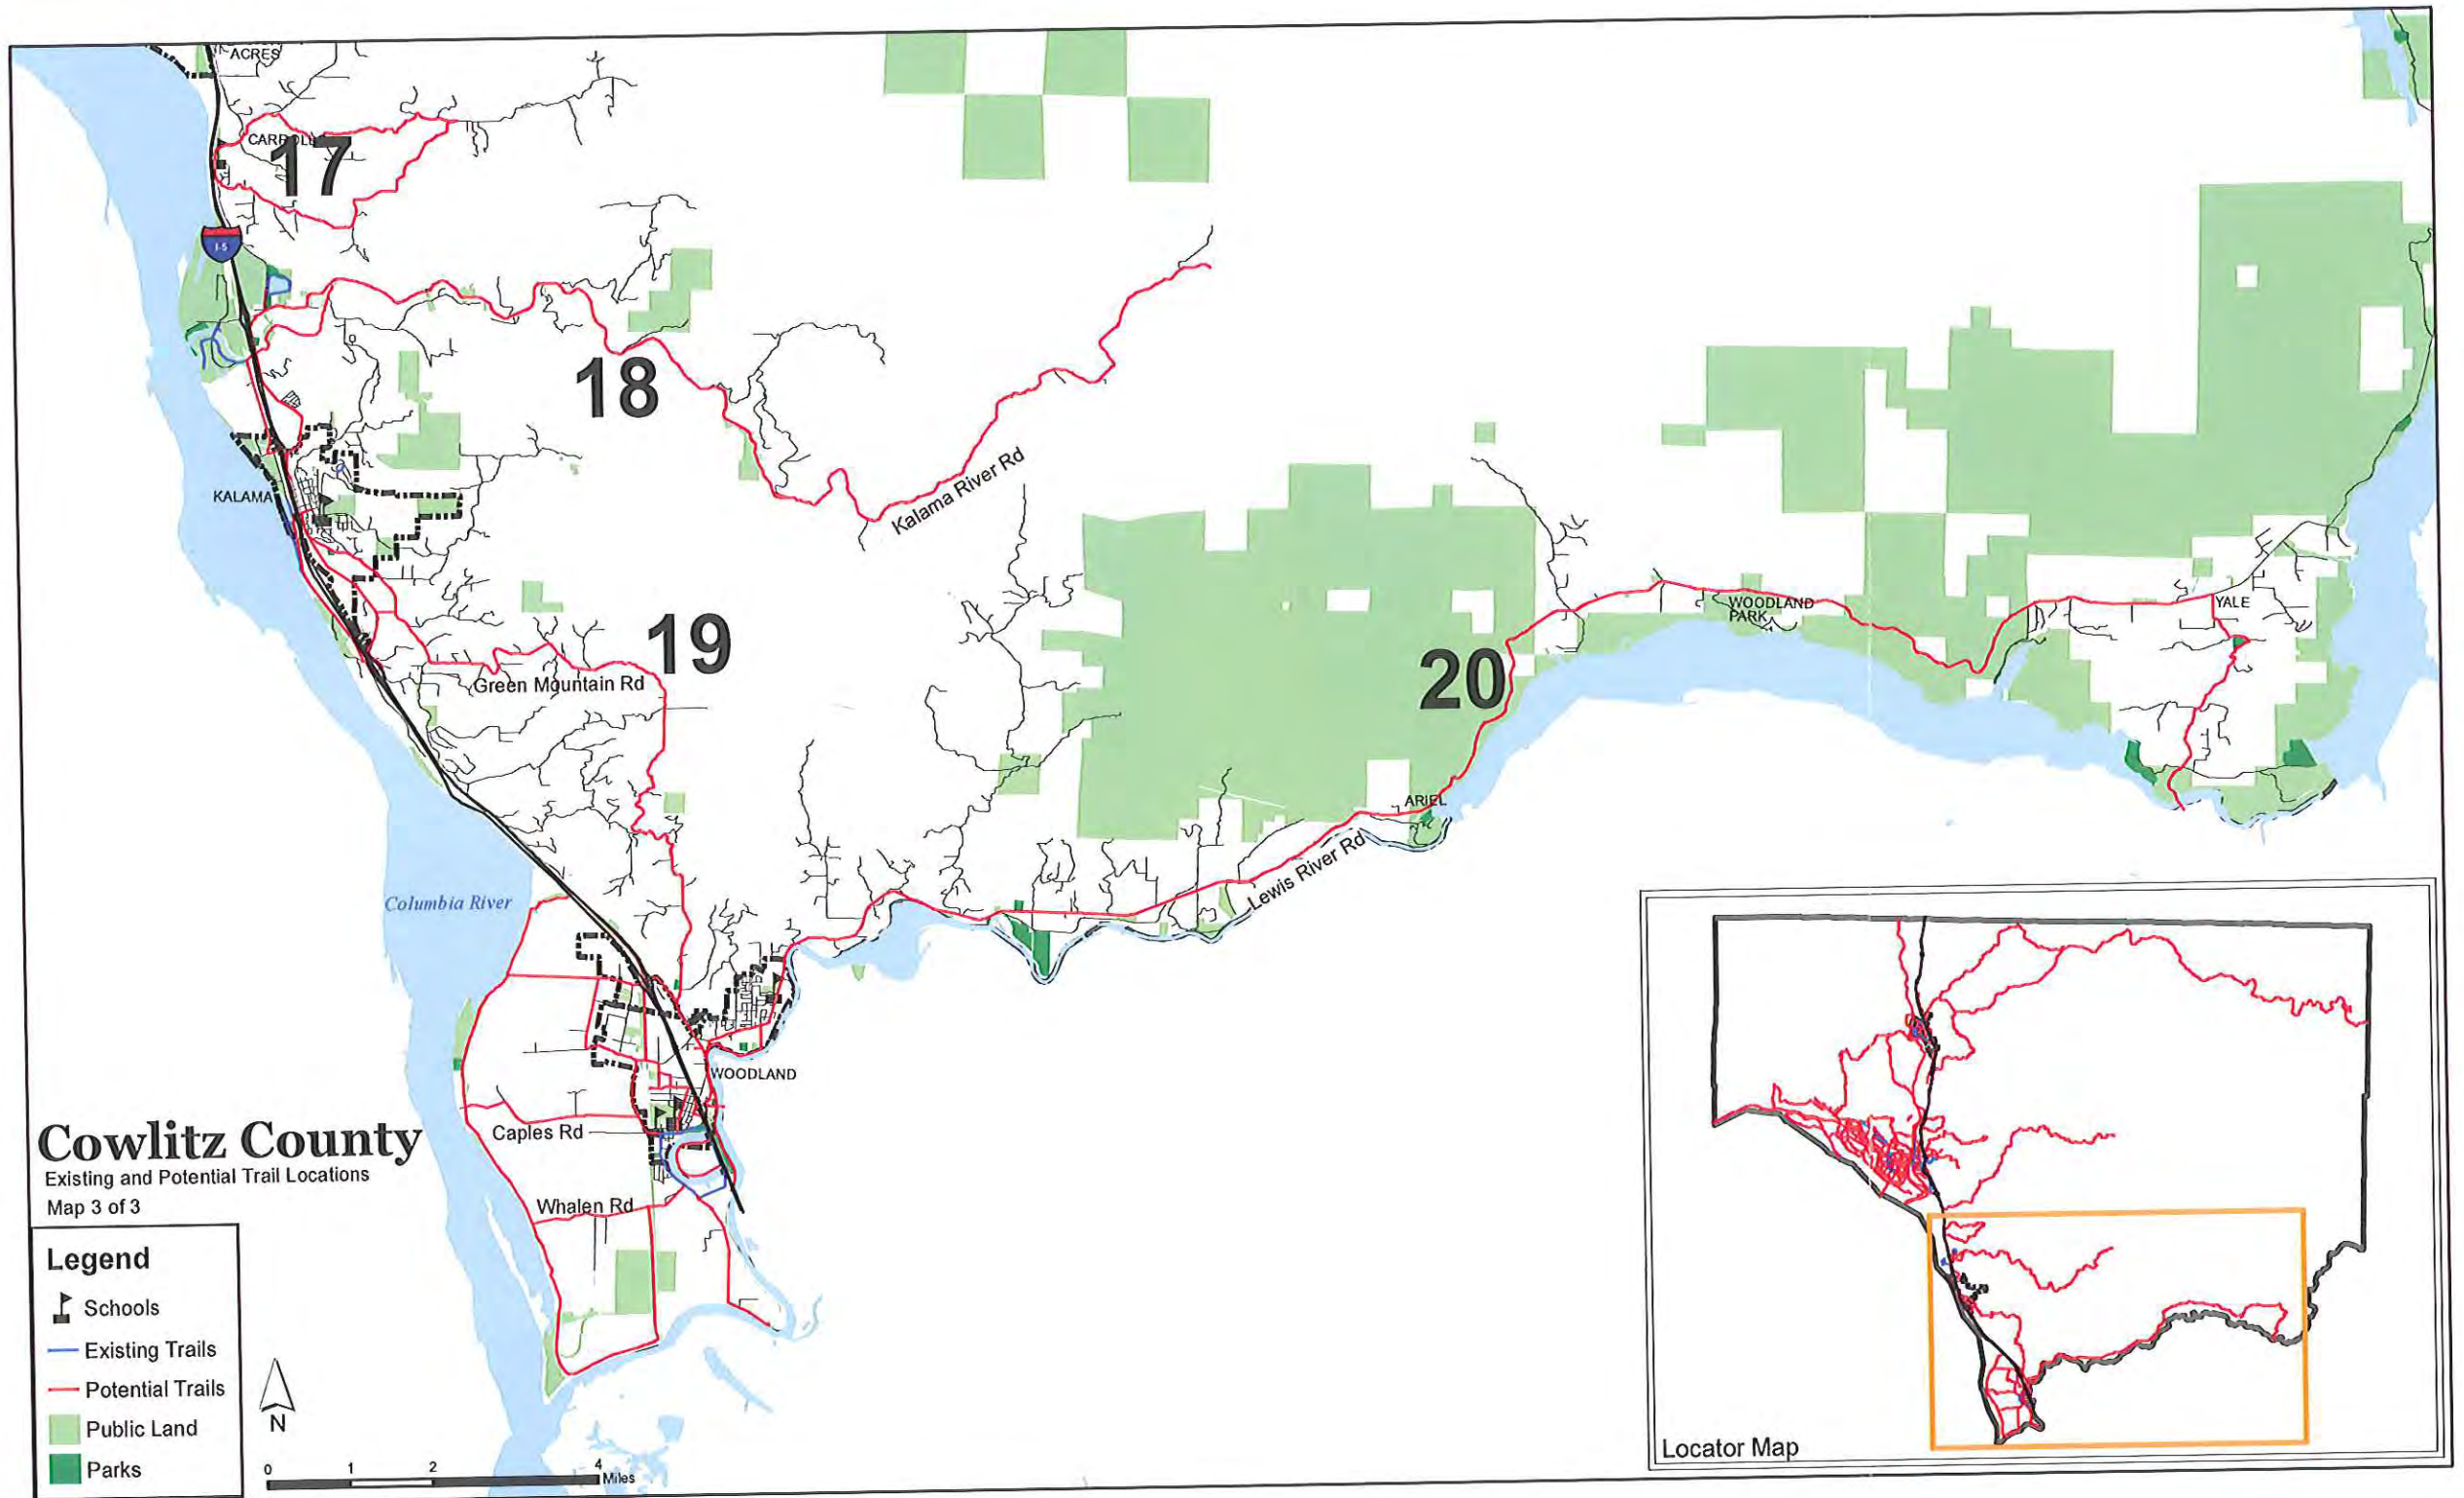 ACRES
CARROLLS
17
I-5
18
KALAMA
Kalama River Rd
19
Green Mountain Rd
WOODLAND
PARK
YALE
20
ARIEL
Lewis River Rd
Columbia River
WOODLAND
Caples Rd
Whalen Rd
Cowlitz County
Existing and Potential Trail Locations
Map 3 of 3
Legend
Schools
Existing Trails
Potential Trails
Public Land
Parks
N
0 1 2 4 Miles
Locator Map